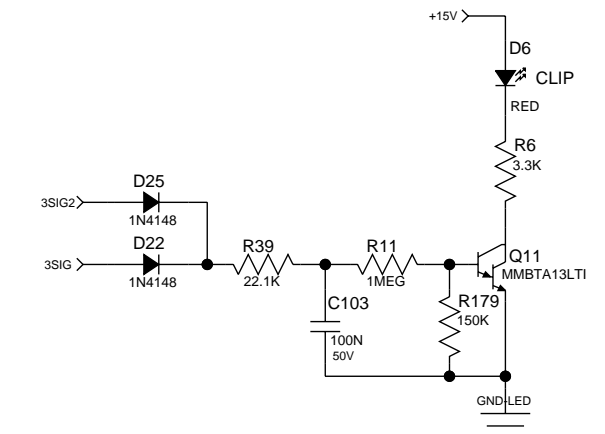 +15V
D6
CLIP
RED
R6
3.3K
D25
3SIG2
1N4148
D22
3SIG
1N4148
R39
22.1K
R11
1MEG
Q11
MMBTA13LTI
C103
100N
50V
R179
150K
GND-LED